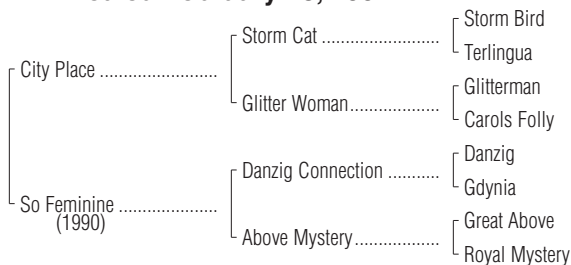 Storm Bird
Storm Cat ............................
Terlingua
City Place ............................
Glitterman
Glitter Woman......................
Carols Folly
Danzig
Danzig Connection ............
Gdynia
So Feminine .......................
(1990)
Great Above
Above Mystery.....................
Royal Mystery